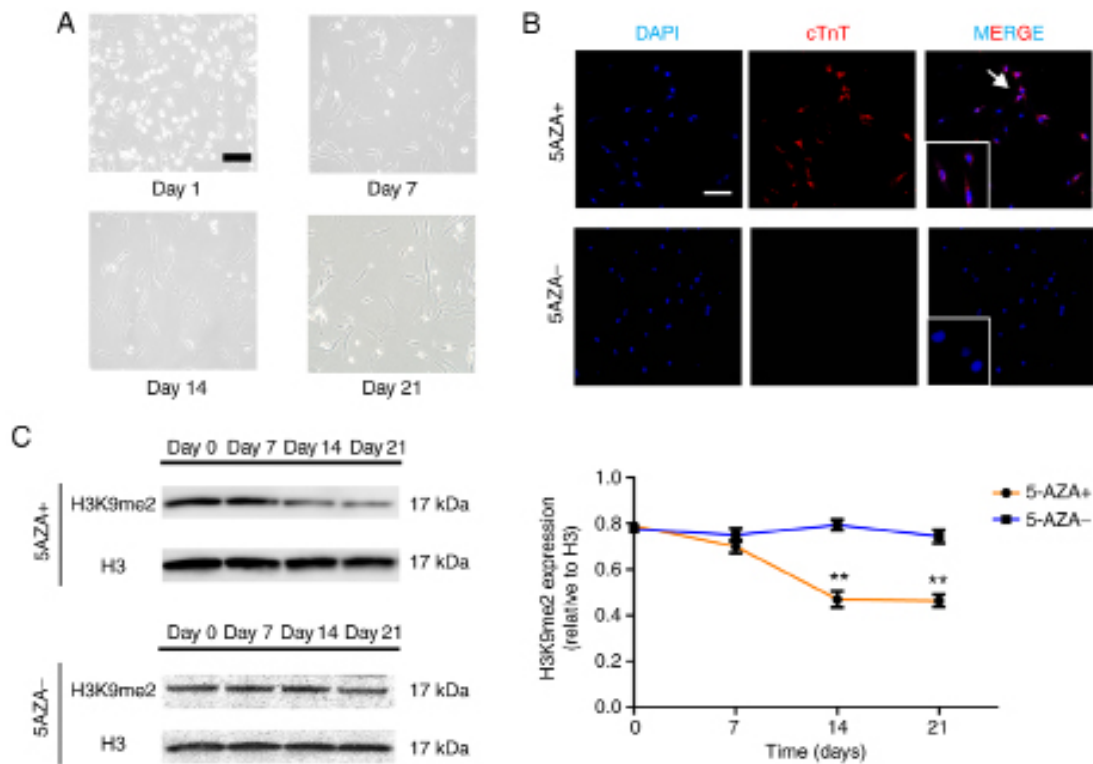 A
Day 1
Day 7
Day 14
Day 21
B
DAPI
cTnT
MERGE
5AZA+
5AZA–
C
Day 0 Day 7 Day 14 Day 21
5AZA+
H3K9me2
17 kDa
H3
17 kDa
Day 0 Day 7 Day 14 Day 21
5AZA–
H3K9me2
17 kDa
H3
17 kDa
H3K9me2 expression
(relative to H3)
1.0
0.8
0.6
0.4
0.2
0.0
**
**
0
7
14
21
Time (days)
5-AZA+
5-AZA–